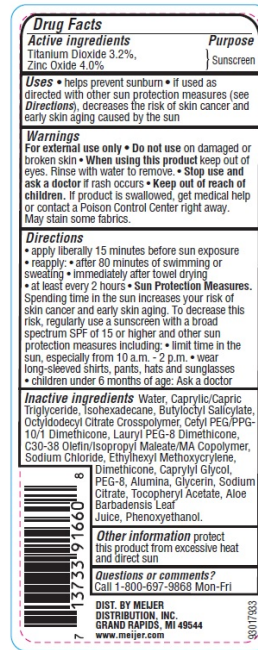 Drug Facts
Active ingredients Purpose
Titanium Dioxide 3.2%,
Zinc Oxide 4.0% Sunscreen
Uses • helps prevent sunburn • if used as
directed with other sun protection measures (see
Directions), decreases the risk of skin cancer and
early skin aging caused by the sun
Warnings
For external use only • Do not use on damaged or
broken skin • When using this product keep out of
eyes. Rinse with water to remove. • Stop use and
ask a doctor if rash occurs • Keep out of reach of
children. If product is swallowed, get medical help
or contact a Poison Control Center right away.
May stain some fabrics.
Directions
• apply liberally 15 minutes before sun exposure
• reapply: • after 80 minutes of swimming or
sweating • immediately after towel drying
• at least every 2 hours • Sun Protection Measures.
Spending time in the sun increases your risk of
skin cancer and early skin aging. To decrease this
risk, regularly use a sunscreen with a broad
spectrum SPF of 15 or higher and other sun
protection measures including: • limit time in the
sun, especially from 10 a.m. - 2 p.m. • wear
long-sleeved shirts, pants, hats and sunglasses
• children under 6 months of age: Ask a doctor
Inactive ingredients Water, Caprylic/Capric
Triglyceride, Isohexadecane, Butyloctyl Salicylate,
Octyldodecyl Citrate Crosspolymer, Cetyl PEG/PPG-
10/1 Dimethicone, Lauryl PEG-8 Dimethicone,
C30-38 Olefin/Isopropyl Maleate/MA Copolymer,
Sodium Chloride, Ethylhexyl Methoxycrylene,
Dimethicone, Caprylyl Glycol,
PEG-8, Alumina, Glycerin, Sodium
Citrate, Tocopheryl Acetate, Aloe
Barbadensis Leaf
Juice, Phenoxyethanol.
Other information protect
this product from excessive heat
and direct sun
Questions or comments?
Call 1-800-697-9868 Mon-Fri
DIST. BY MEIJER
DISTRIBUTION, INC.
GRAND RAPIDS, MI 49544
www.meijer.com
7 13733 91660 8
93017933